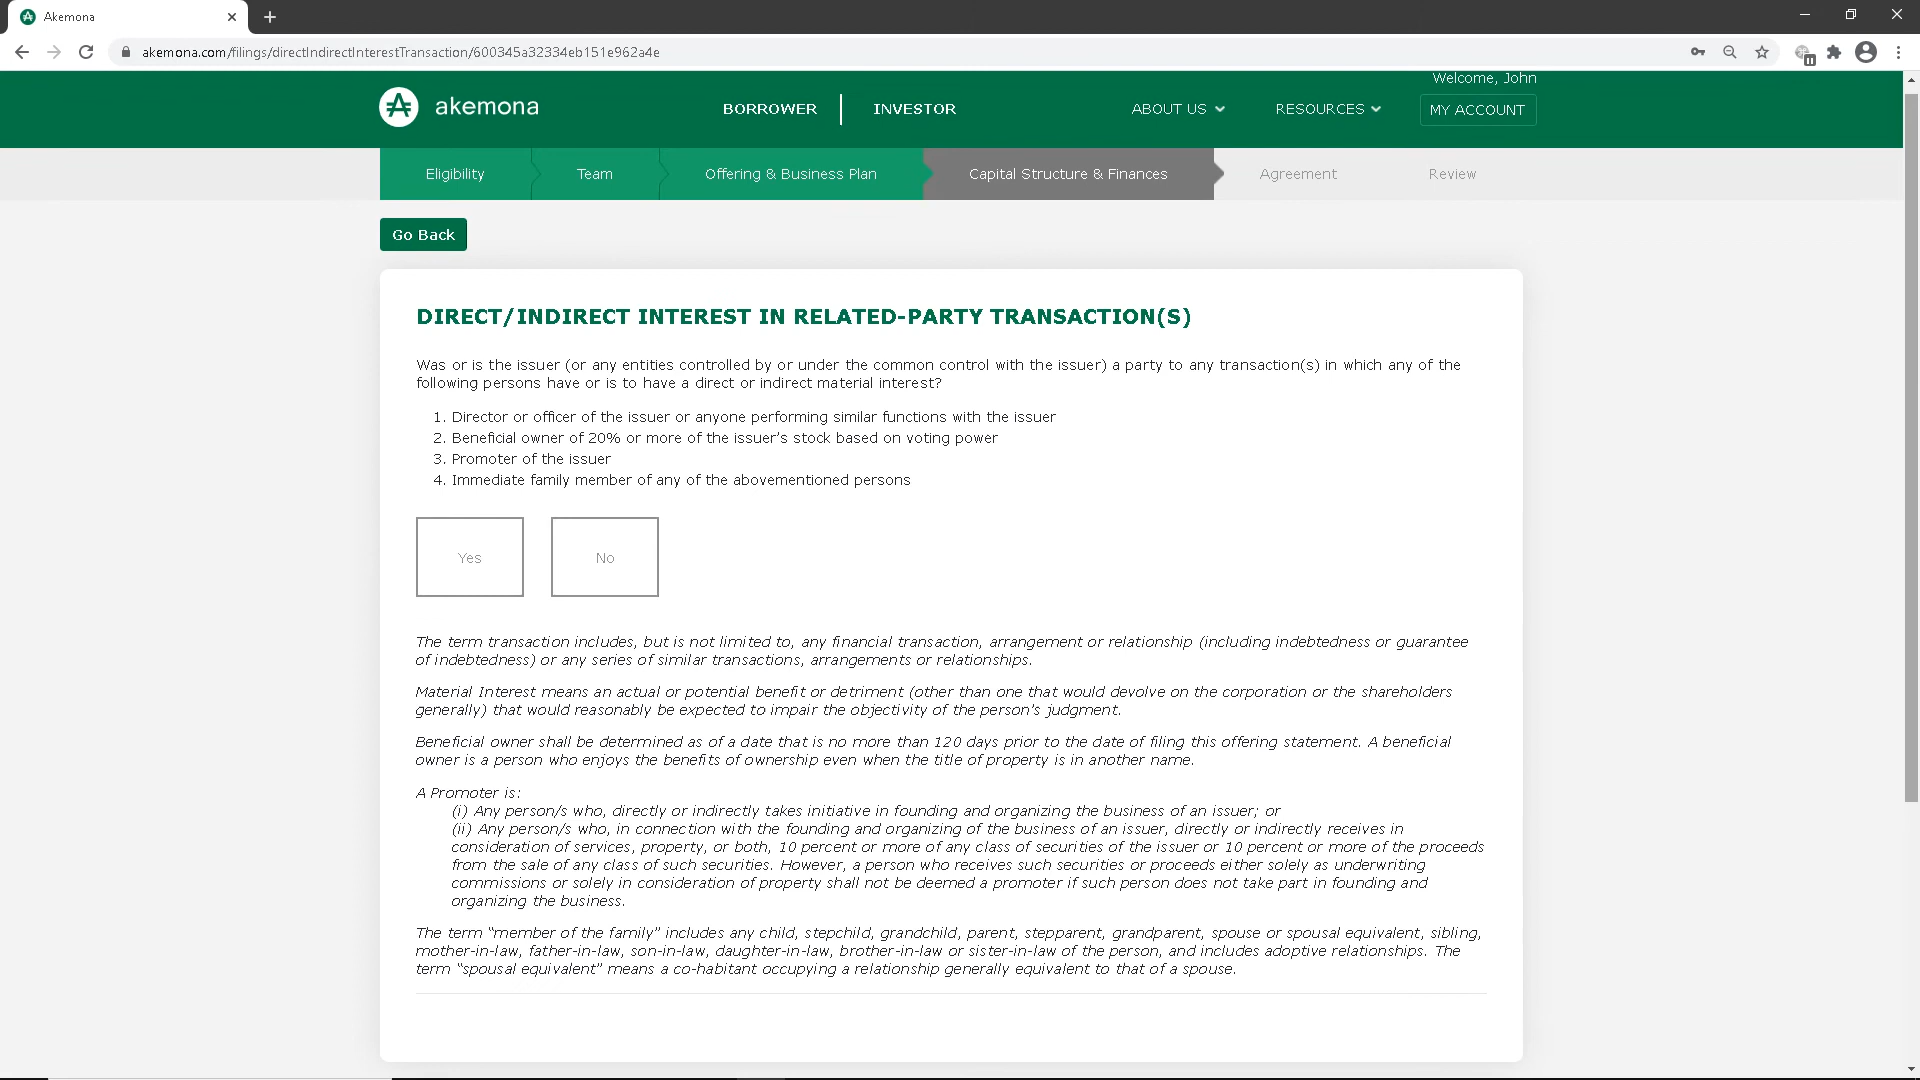 Akemona
akemona.com/filings/directIndirectInterestTransaction/600345a32334eb151e962a4e
Welcome, John
akemona
BORROWER
INVESTOR
ABOUT US
RESOURCES
MY ACCOUNT
Eligibility
Team
Offering & Business Plan
Capital Structure & Finances
Agreement
Review
Go Back
DIRECT/INDIRECT INTEREST IN RELATED-PARTY TRANSACTION(S)
Was or is the issuer (or any entities controlled by or under the common control with the issuer) a party to any transaction(s) in which any of the
following persons have or is to have a direct or indirect material interest?
1. Director or officer of the issuer or anyone performing similar functions with the issuer
2. Beneficial owner of 20% or more of the issuer's stock based on voting power
3. Promoter of the issuer
4. Immediate family member of any of the abovementioned persons
Yes
No
The term transaction includes, but is not limited to, any financial transaction, arrangement or relationship (including indebtedness or guarantee
of indebtedness) or any series of similar transactions, arrangements or relationships.
Material Interest means an actual or potential benefit or detriment (other than one that would devolve on the corporation or the shareholders
generally) that would reasonably be expected to impair the objectivity of the person's judgment.
Beneficial owner shall be determined as of a date that is no more than 120 days prior to the date of filing this offering statement. A beneficial
owner is a person who enjoys the benefits of ownership even when the title of property is in another name.
A Promoter is:
(i) Any person/s who, directly or indirectly takes initiative in founding and organizing the business of an issuer; or
(ii) Any person/s who, in connection with the founding and organizing of the business of an issuer, directly or indirectly receives in
consideration of services, property, or both, 10 percent or more of any class of securities of the issuer or 10 percent or more of the proceeds
from the sale of any class of such securities. However, a person who receives such securities or proceeds either solely as underwriting
commissions or solely in consideration of property shall not be deemed a promoter if such person does not take part in founding and
organizing the business.
The term "member of the family" includes any child, stepchild, grandchild, parent, stepparent, grandparent, spouse or spousal equivalent, sibling,
mother-in-law, father-in-law, son-in-law, daughter-in-law, brother-in-law or sister-in-law of the person, and includes adoptive relationships. The
term "spousal equivalent" means a co-habitant occupying a relationship generally equivalent to that of a spouse.